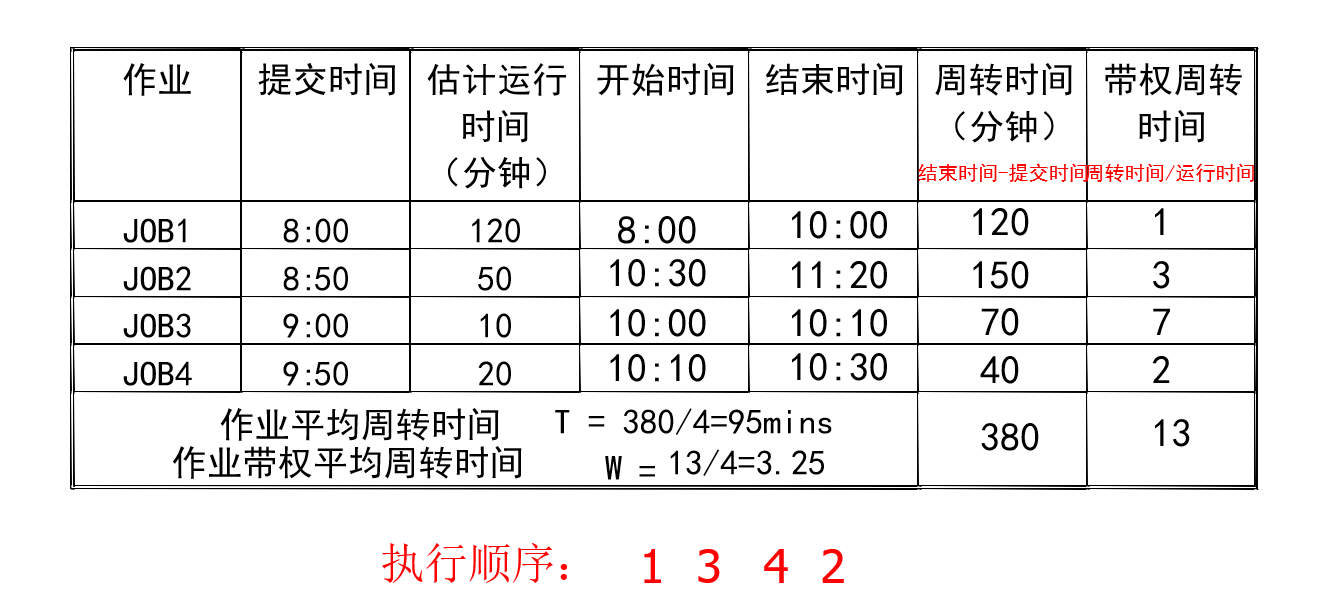 作业 提交时间 估计运行时间（分钟） 开始时间 结束时间 周转时间（分钟） 带权周转时间
结束时间-提交时间 周转时间/运行时间
JOB1 8:00 120 8:00 10:00 120 1
JOB2 8:50 50 10:30 11:20 150 3
JOB3 9:00 10 10:00 10:10 70 7
JOB4 9:50 20 10:10 10:30 40 2
作业平均周转时间 T = 380/4=95mins
作业带权平均周转时间 W = 13/4=3.25
380 13
执行顺序： 1 3 4 2